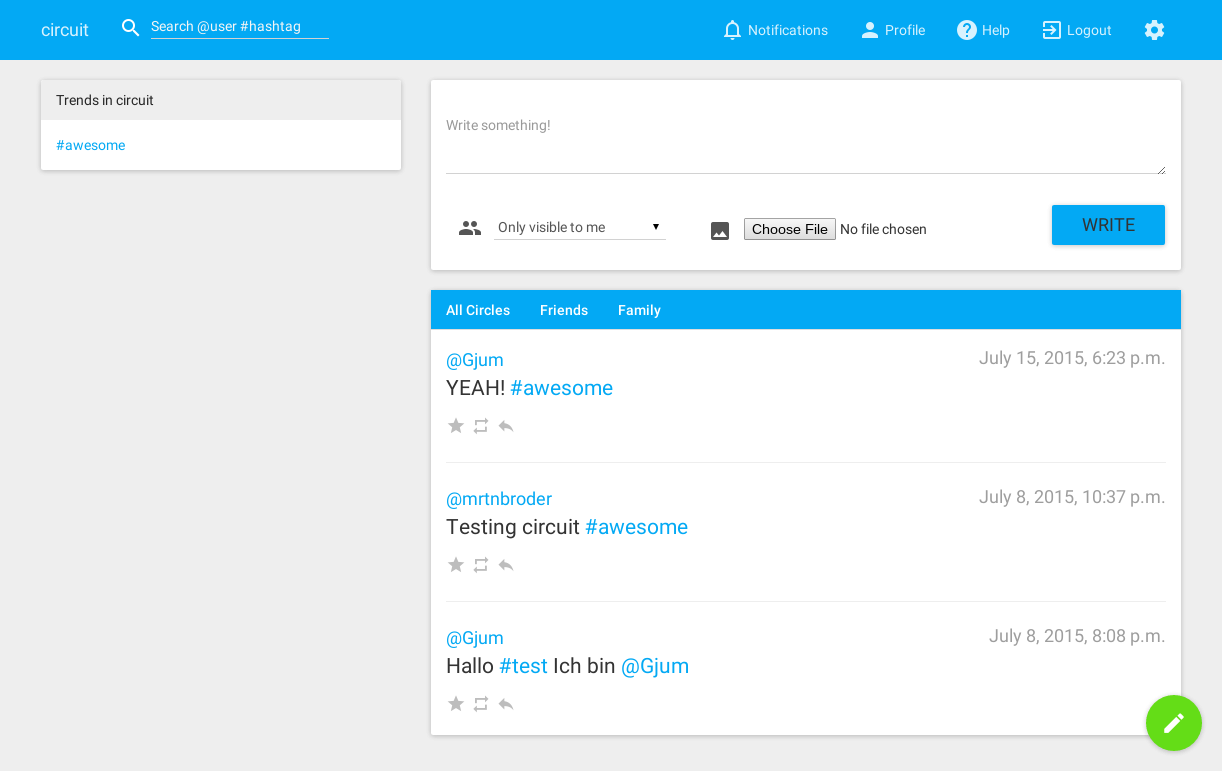 circuit
Search @user #hashtag
Notifications
Profile
Help
Logout
Trends in circuit
#awesome
Write something!
Only visible to me
Choose File No file chosen
WRITE
All Circles
Friends
Family
@Gjum
July 15, 2015, 6:23 p.m.
YEAH! #awesome
@mrtnbroder
July 8, 2015, 10:37 p.m.
Testing circuit #awesome
@Gjum
July 8, 2015, 8:08 p.m.
Hallo #test Ich bin @Gjum